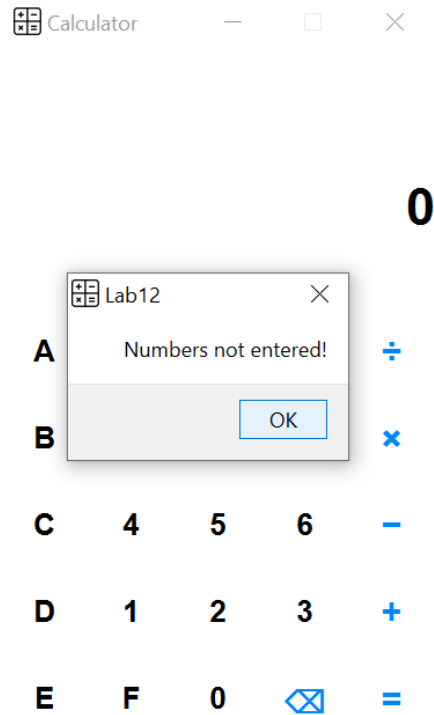 Calculator
0
Lab12
Numbers not entered!
A ÷
OK
B ×
C 4 5 6 −
D 1 2 3 +
E F 0 ⌫ =